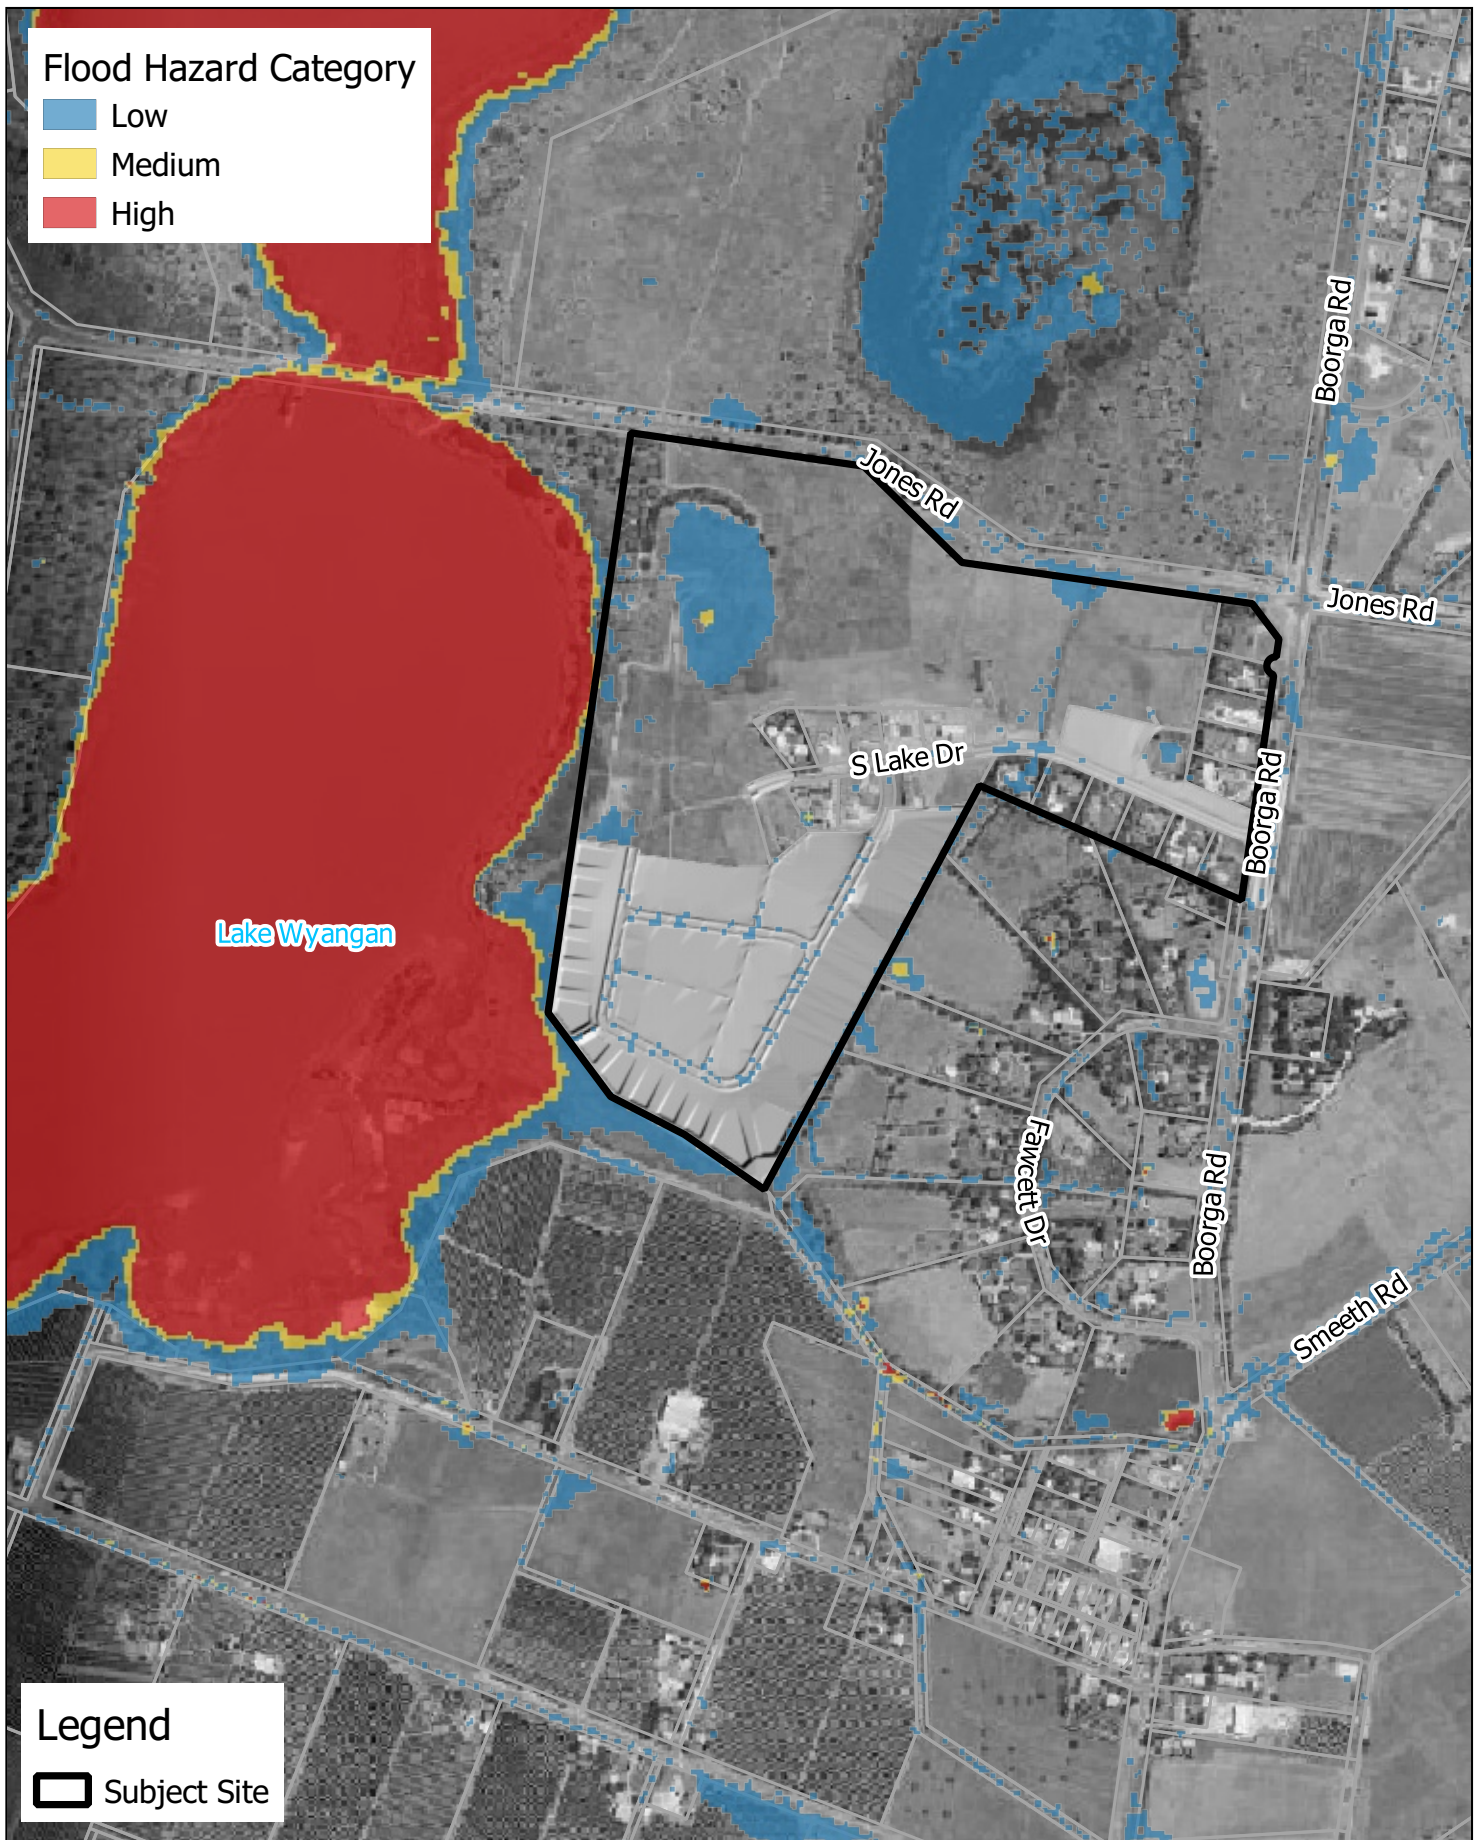 Flood Hazard Category
Low
Medium
High
Boorga Rd
Jones Rd
Jones Rd
S Lake Dr
Boorga Rd
Lake Wyangan
Fawcett Dr
Boorga Rd
Smeeth Rd
Legend
Subject Site